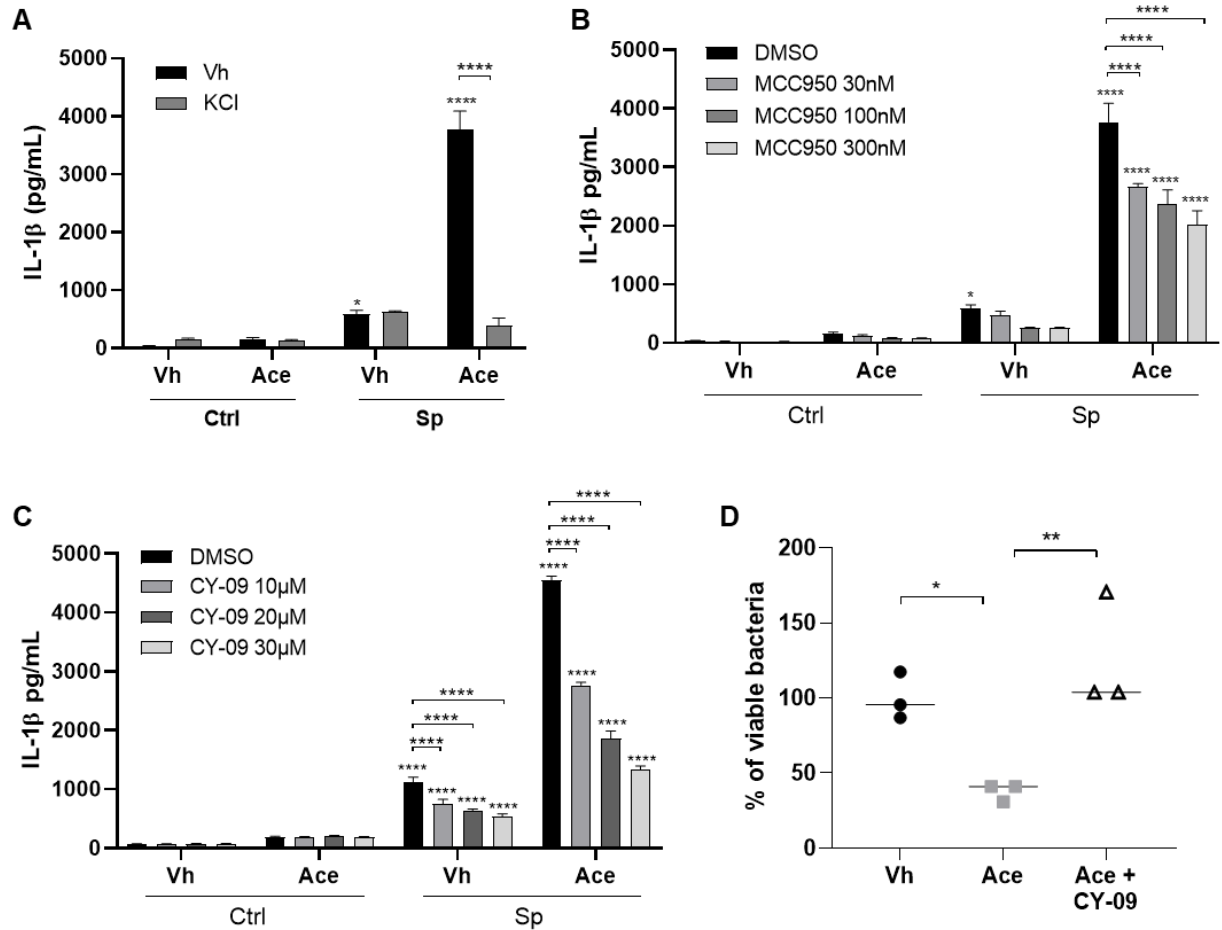 A
5000
4000
3000
2000
1000
0
IL-1β (pg/mL)
Vh
KCl
****
****
*
Vh
Ace
Vh
Ace
Ctrl
Sp
B
5000
4000
3000
2000
1000
0
IL-1β pg/mL
DMSO
MCC950 30nM
MCC950 100nM
MCC950 300nM
****
****
****
****
****
****
****
*
Vh
Ace
Vh
Ace
Ctrl
Sp
C
5000
4000
3000
2000
1000
0
IL-1β pg/mL
DMSO
CY-09 10µM
CY-09 20µM
CY-09 30µM
****
****
****
****
****
****
****
****
****
****
****
****
****
****
Vh
Ace
Vh
Ace
Ctrl
Sp
D
200
150
100
50
0
% of viable bacteria
*
**
Vh
Ace
Ace +
CY-09